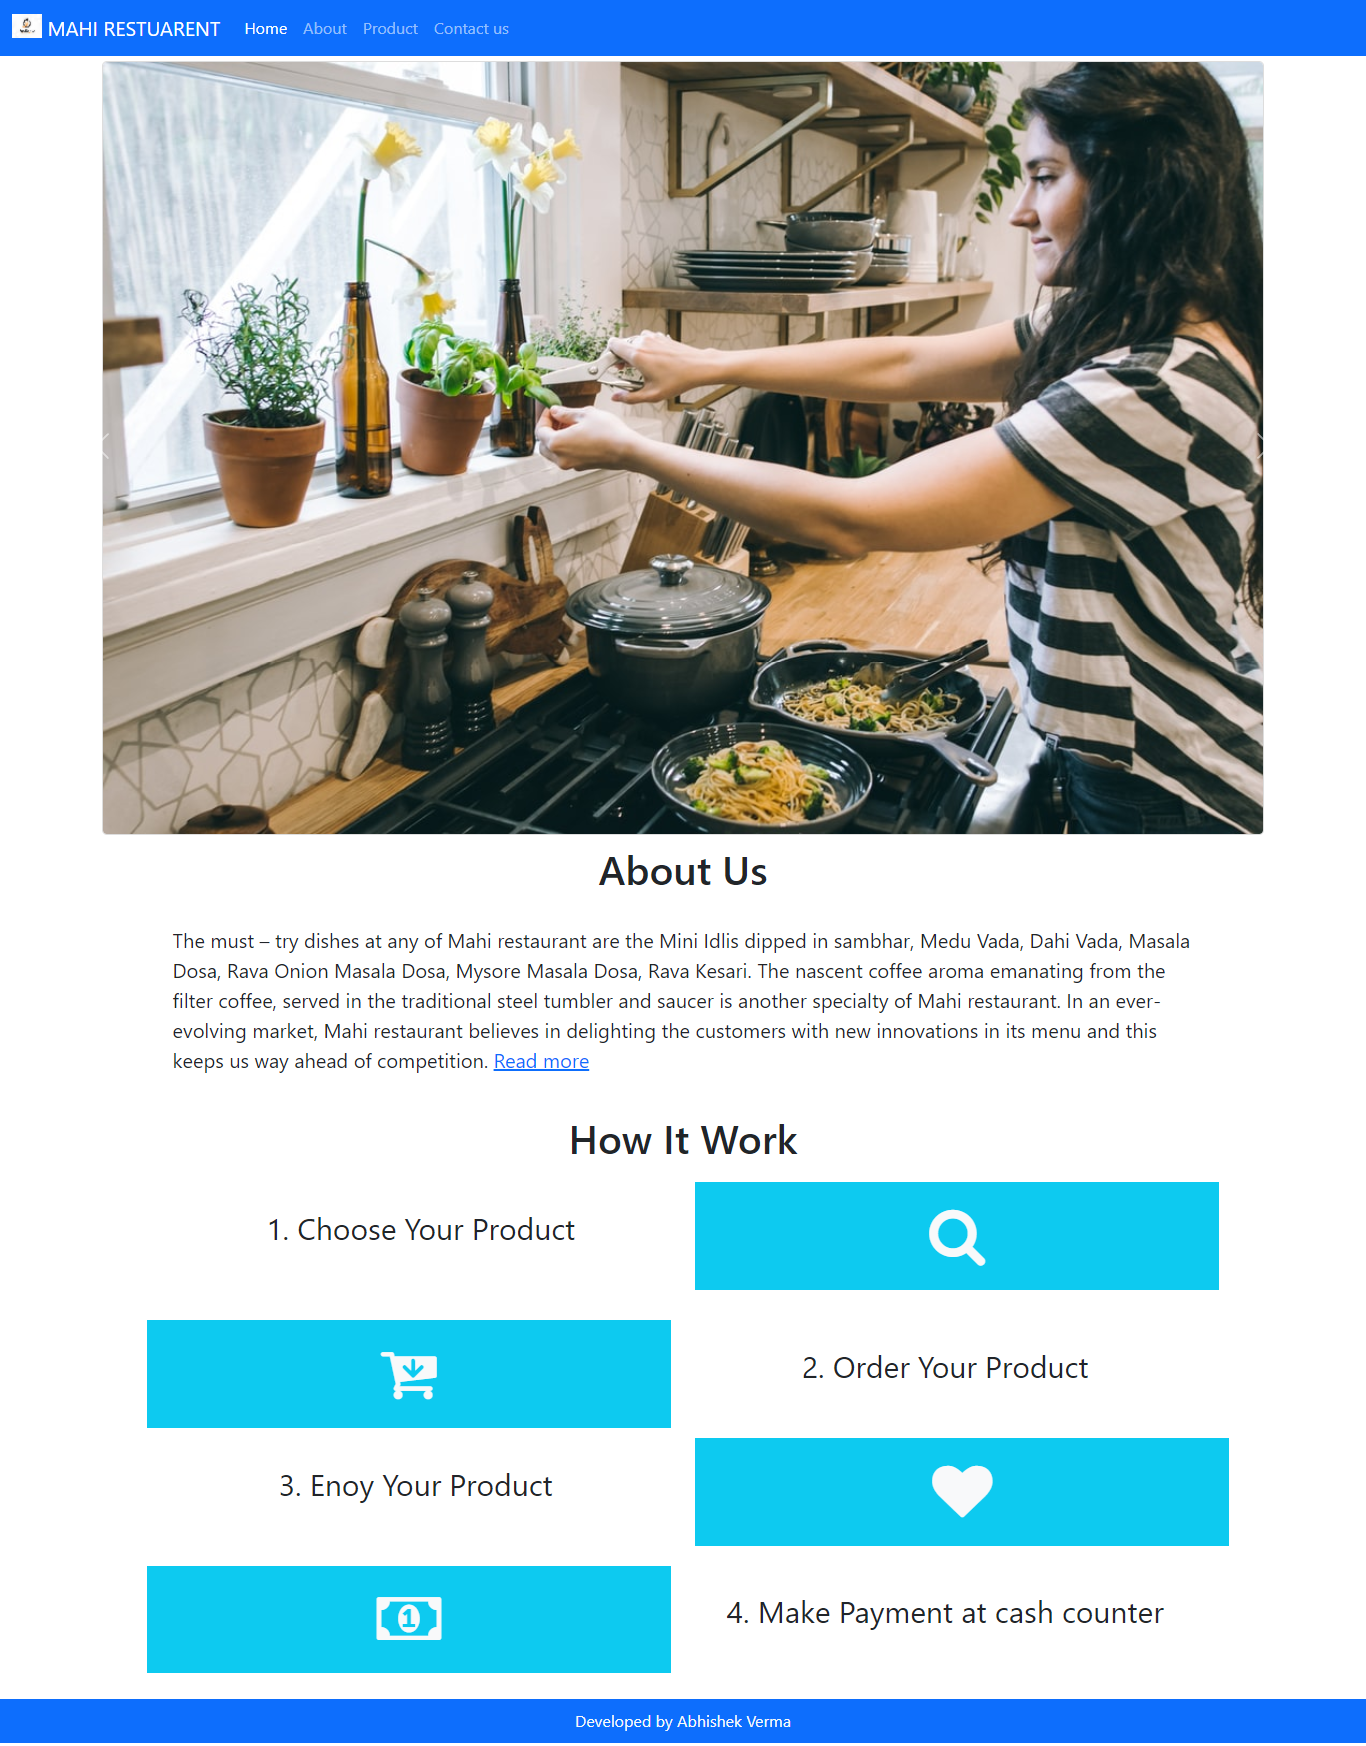 MAHI RESTUARENT Home About Product Contact us
About Us
The must – try dishes at any of Mahi restaurant are the Mini Idlis dipped in sambhar, Medu Vada, Dahi Vada, Masala
Dosa, Rava Onion Masala Dosa, Mysore Masala Dosa, Rava Kesari. The nascent coffee aroma emanating from the
filter coffee, served in the traditional steel tumbler and saucer is another specialty of Mahi restaurant. In an ever-
evolving market, Mahi restaurant believes in delighting the customers with new innovations in its menu and this
keeps us way ahead of competition. Read more
How It Work
1. Choose Your Product
2. Order Your Product
3. Enoy Your Product
1
4. Make Payment at cash counter
Developed by Abhishek Verma